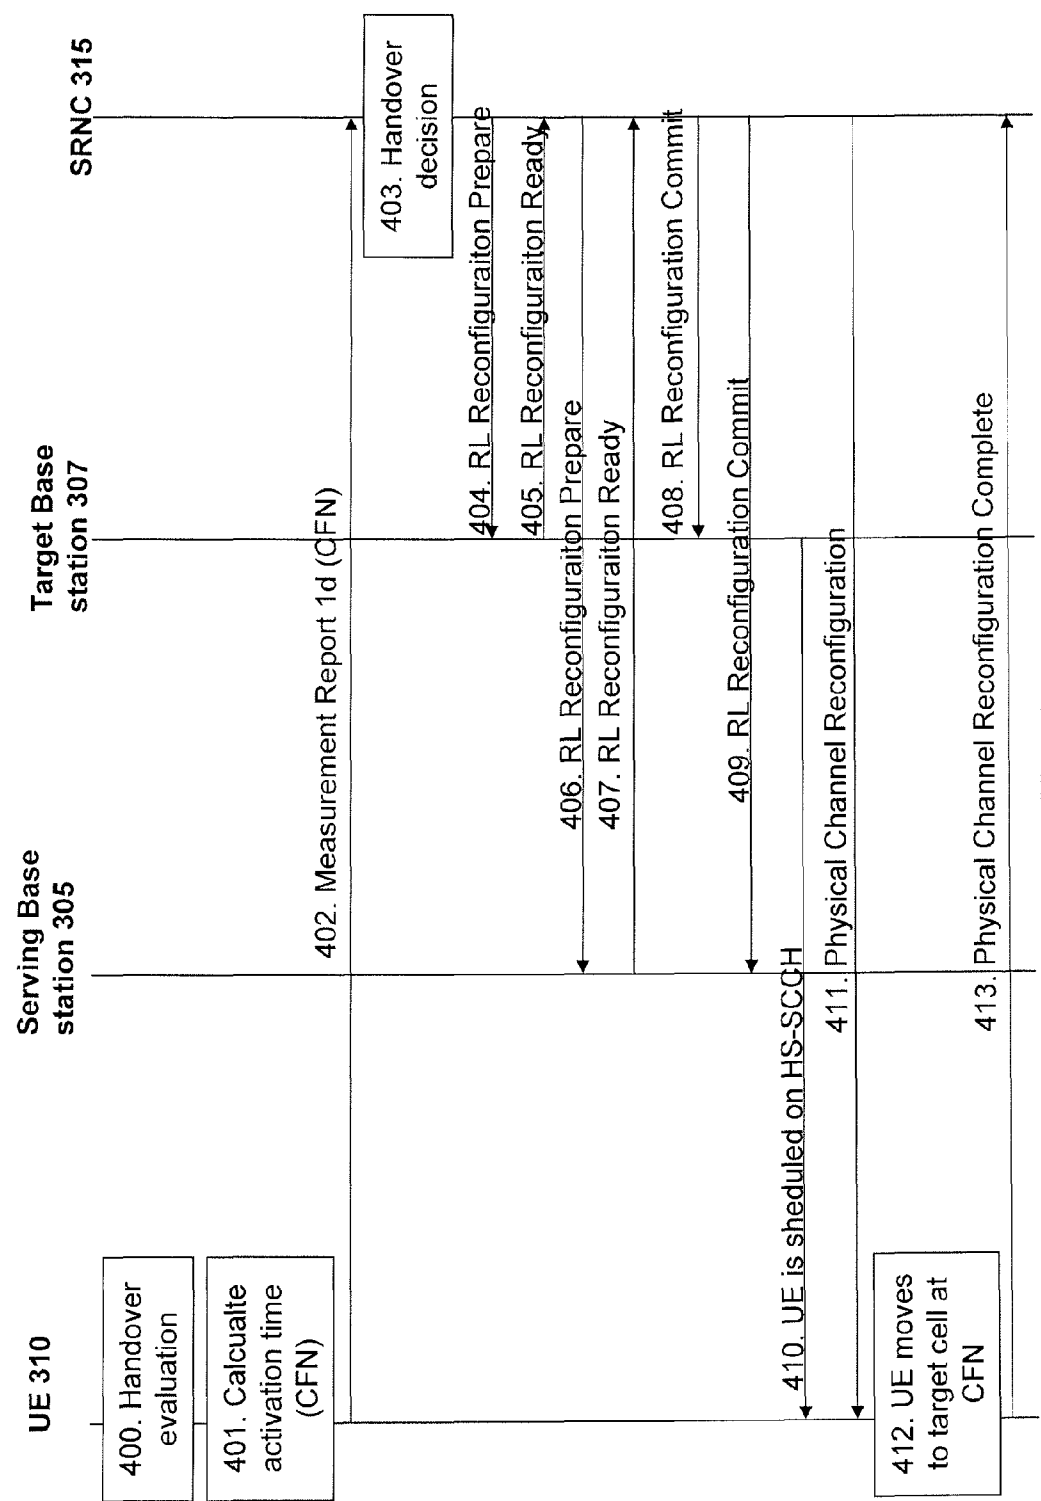 UE 310
Serving Base
station 305
Target Base
station 307
SRNC 315
400. Handover
evaluation
401. Calcualte
activation time
(CFN)
402. Measurement Report 1d (CFN)
403. Handover
decision
404. RL Reconfiguraiton Prepare
405. RL Reconfiguraiton Ready
406. RL Reconfiguraiton Prepare
407. RL Reconfiguraiton Ready
408. RL Reconfiguration Commit
409. RL Reconfiguration Commit
410. UE is sheduled on HS-SCCH
411. Physical Channel Reconfiguration
412. UE moves
to target cell at
CFN
413. Physical Channel Reconfiguration Complete